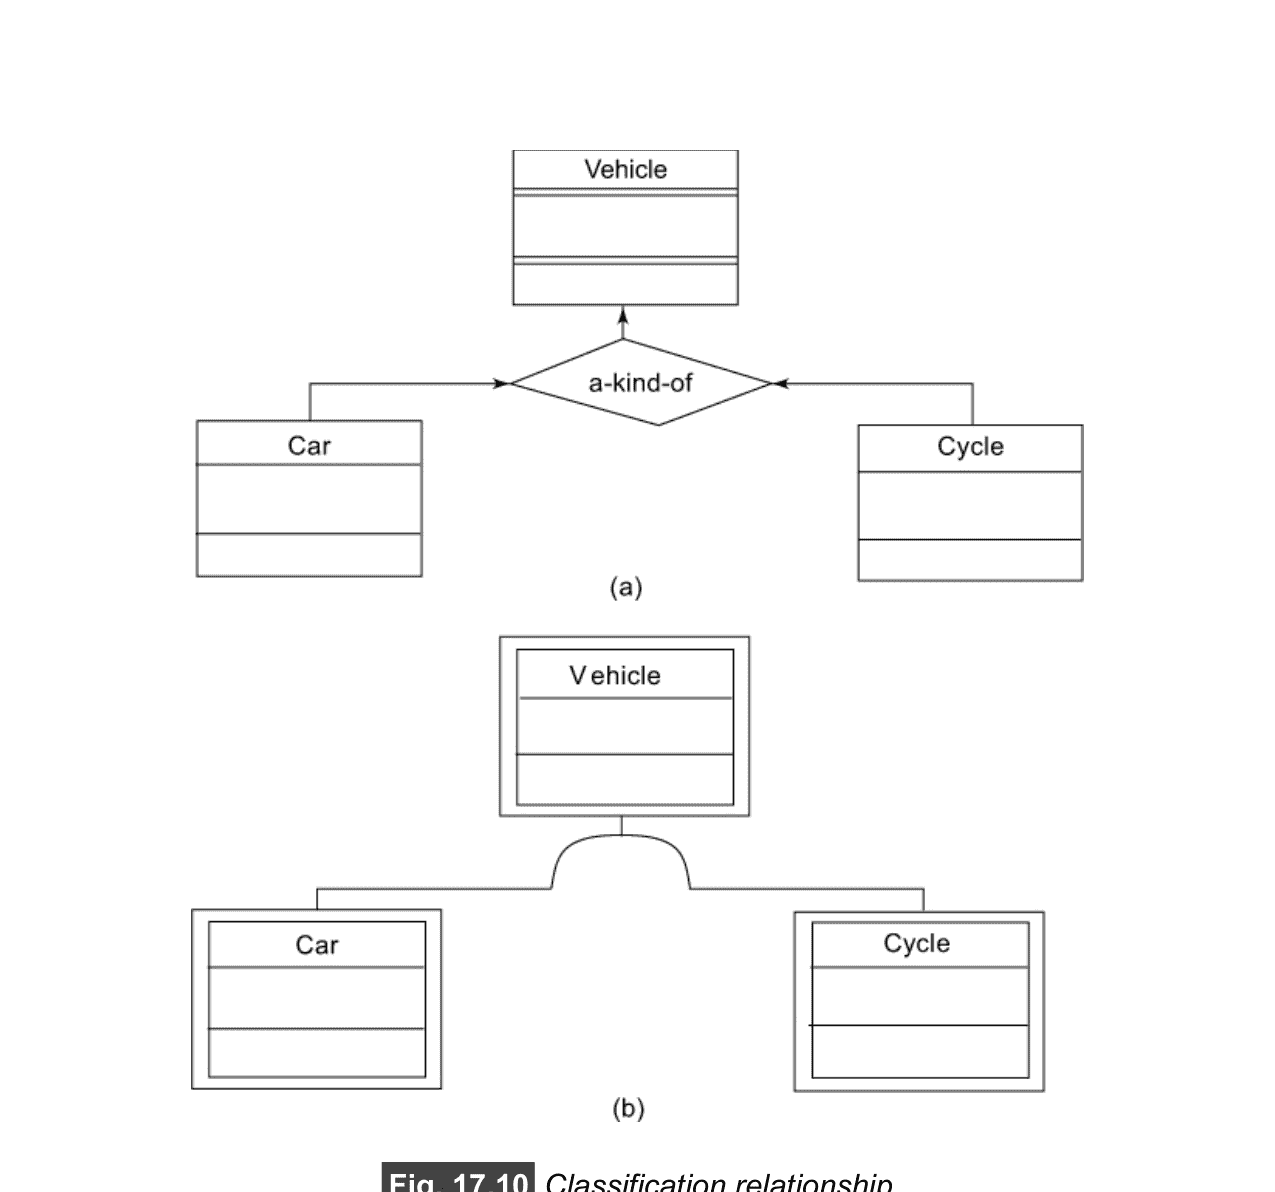 Vehicle
a-kind-of
Car
Cycle
(a)
Vehicle
Car
Cycle
(b)
Fig. 17.10 Classification relationship